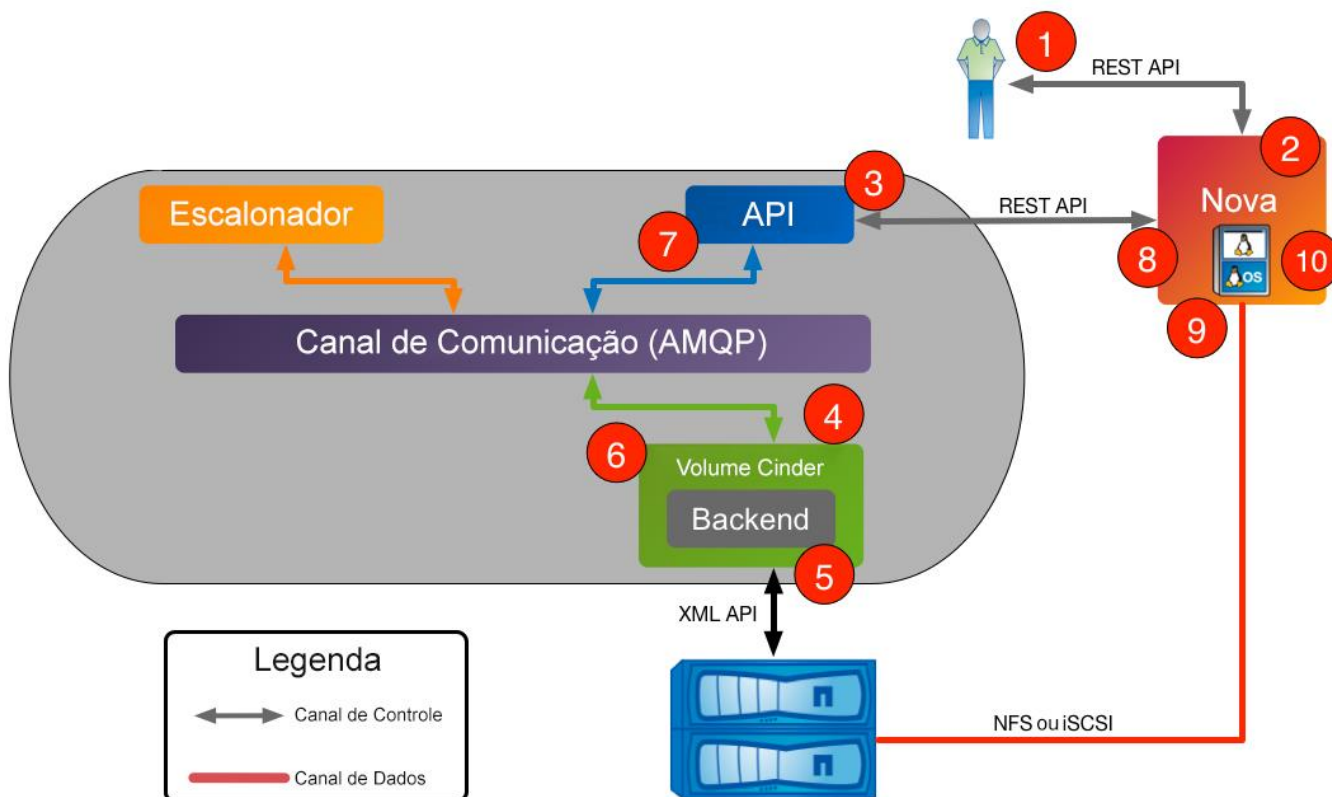 1
REST API
2
Nova
OS
8
10
9
3
REST API
Escalonador
API
7
Canal de Comunicação (AMQP)
4
6
Volume Cinder
Backend
5
XML API
NFS ou iSCSI
Legenda
Canal de Controle
Canal de Dados